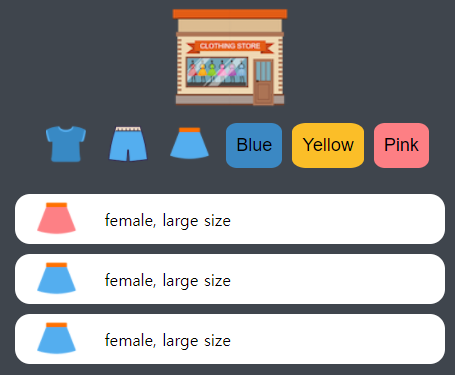 CLOTHING STORE
Blue Yellow Pink
female, large size
female, large size
female, large size